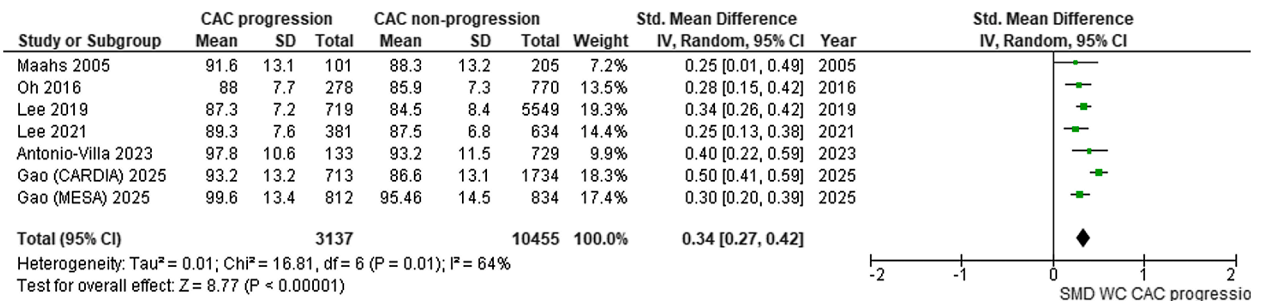 CAC progression CAC non-progression Std. Mean Difference Std. Mean Difference
Study or Subgroup Mean SD Total Mean SD Total Weight IV, Random, 95% CI Year IV, Random, 95% CI
Maahs 2005 91.6 13.1 101 88.3 13.2 205 7.2% 0.25 [0.01, 0.49] 2005
Oh 2016 88 7.7 278 85.9 7.3 770 13.5% 0.28 [0.15, 0.42] 2016
Lee 2019 87.3 7.2 719 84.5 8.4 5549 19.3% 0.34 [0.26, 0.42] 2019
Lee 2021 89.3 7.6 381 87.5 6.8 634 14.4% 0.25 [0.13, 0.38] 2021
Antonio-Villa 2023 97.8 10.6 133 93.2 11.5 729 9.9% 0.40 [0.22, 0.59] 2023
Gao (CARDIA) 2025 93.2 13.2 713 86.6 13.1 1734 18.3% 0.50 [0.41, 0.59] 2025
Gao (MESA) 2025 99.6 13.4 812 95.46 14.5 834 17.4% 0.30 [0.20, 0.39] 2025
Total (95% CI) 3137 10455 100.0% 0.34 [0.27, 0.42]
Heterogeneity: Tau² = 0.01; Chi² = 16.81, df = 6 (P = 0.01); I² = 64%
Test for overall effect: Z = 8.77 (P < 0.00001)
-2 -1 0 1 2
SMD WC CAC progressio